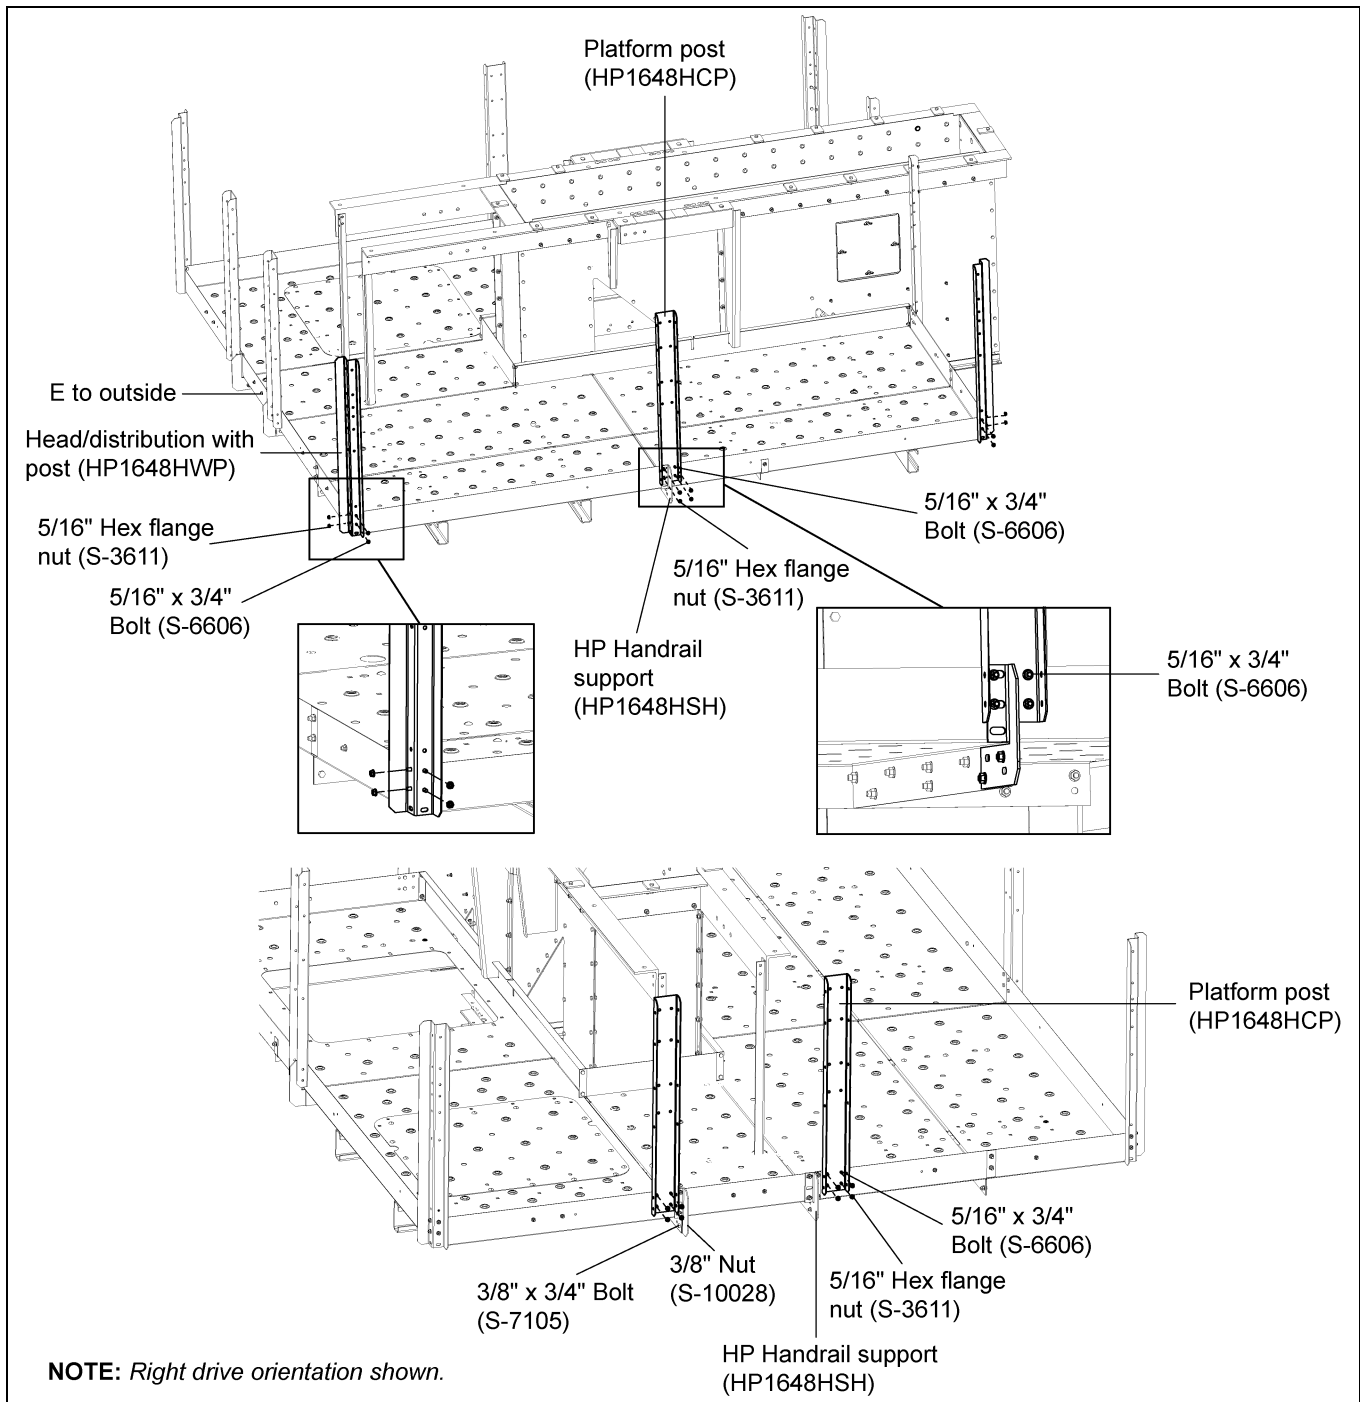 Platform post
(HP1648HCP)
E to outside
Head/distribution with
post (HP1648HWP)
5/16" Hex flange
nut (S-3611)
5/16" x 3/4"
Bolt (S-6606)
5/16" x 3/4"
Bolt (S-6606)
5/16" Hex flange
nut (S-3611)
HP Handrail
support
(HP1648HSH)
5/16" x 3/4"
Bolt (S-6606)
Platform post
(HP1648HCP)
5/16" x 3/4"
Bolt (S-6606)
3/8" Nut
(S-10028)
3/8" x 3/4" Bolt
(S-7105)
5/16" Hex flange
nut (S-3611)
HP Handrail support
(HP1648HSH)
NOTE: Right drive orientation shown.